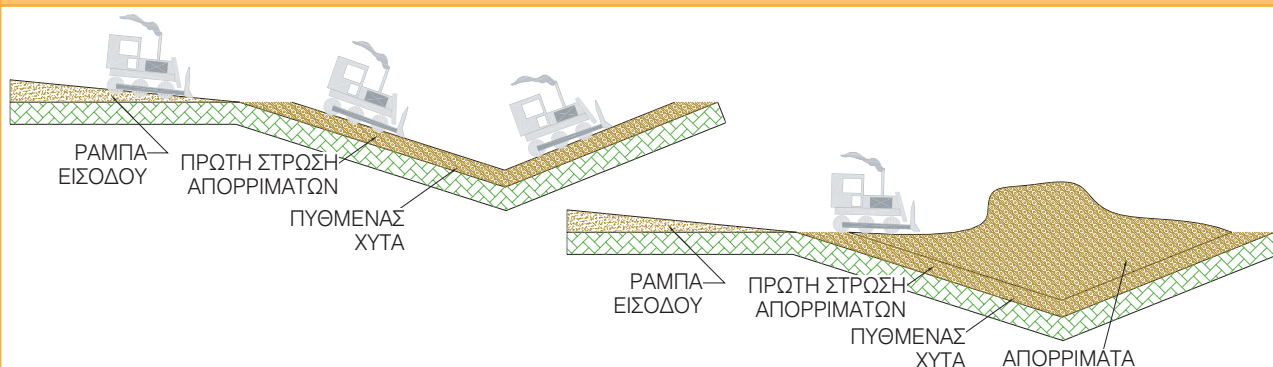 ΡΑΜΠΑ
ΕΙΣΟΔΟΥ
ΠΡΩΤΗ ΣΤΡΩΣΗ
ΑΠΟΡΡΙΜΑΤΩΝ
ΠΥΘΜΕΝΑΣ
ΧΥΤΑ
ΡΑΜΠΑ
ΕΙΣΟΔΟΥ
ΠΡΩΤΗ ΣΤΡΩΣΗ
ΑΠΟΡΡΙΜΑΤΩΝ
ΠΥΘΜΕΝΑΣ
ΧΥΤΑ
ΑΠΟΡΡΙΜΑΤΑ